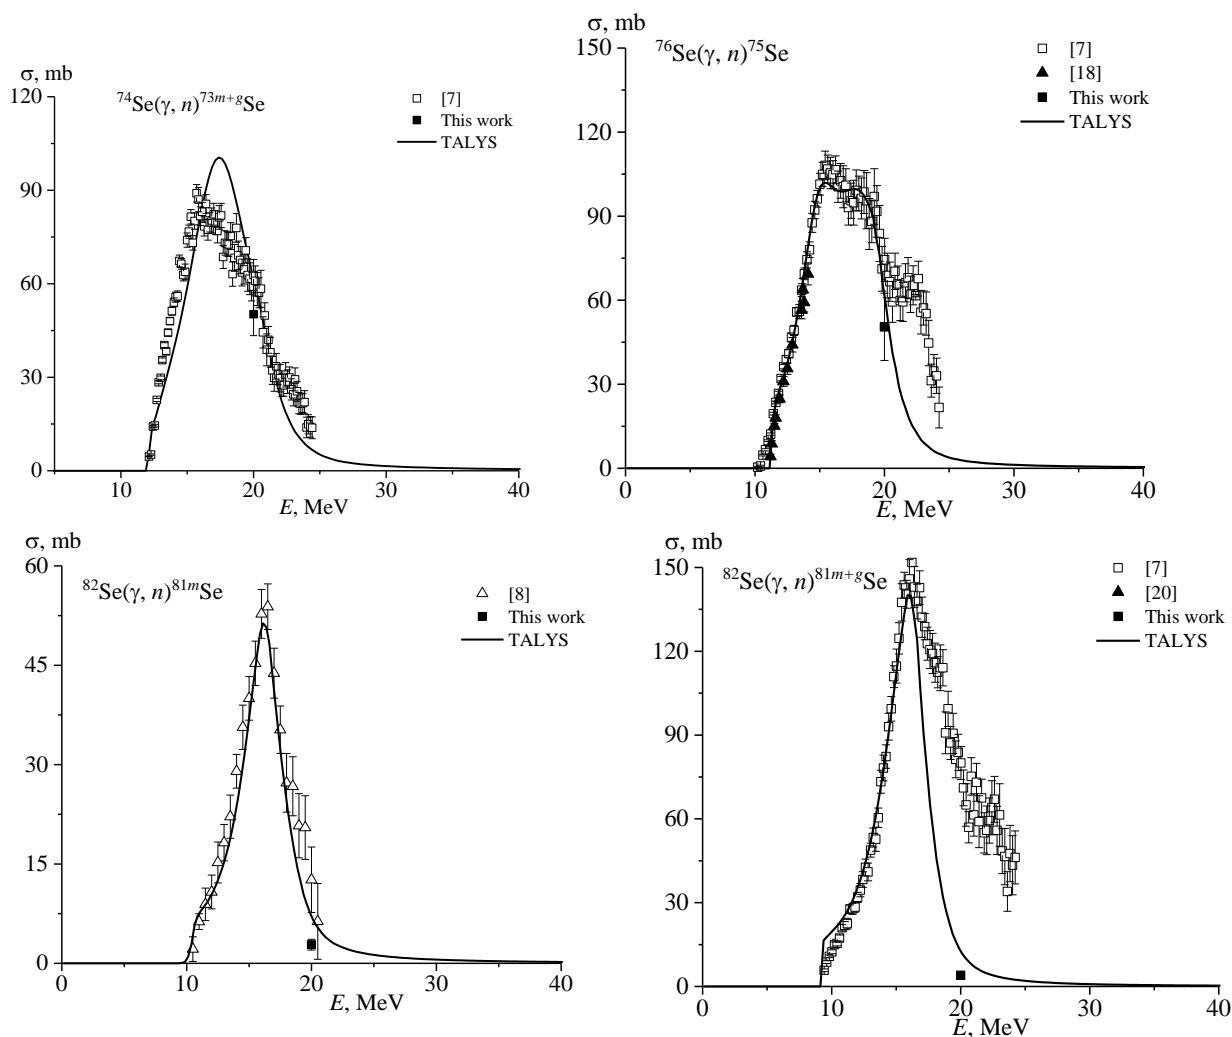 σ, mb
⁷⁴Se(γ, n)⁷³ᵐ⁺ᵍSe
[7]
This work
TALYS
120
90
60
30
0
10 20 30 40
E, MeV
σ, mb
⁷⁶Se(γ, n)⁷⁵Se
[7]
[18]
This work
TALYS
150
120
90
60
30
0
0 10 20 30 40
E, MeV
σ, mb
⁸²Se(γ, n)⁸¹ᵐSe
[8]
This work
TALYS
60
45
30
15
0
0 10 20 30 40
E, MeV
σ, mb
⁸²Se(γ, n)⁸¹ᵐ⁺ᵍSe
[7]
[20]
This work
TALYS
150
120
90
60
30
0
0 10 20 30 40
E, MeV